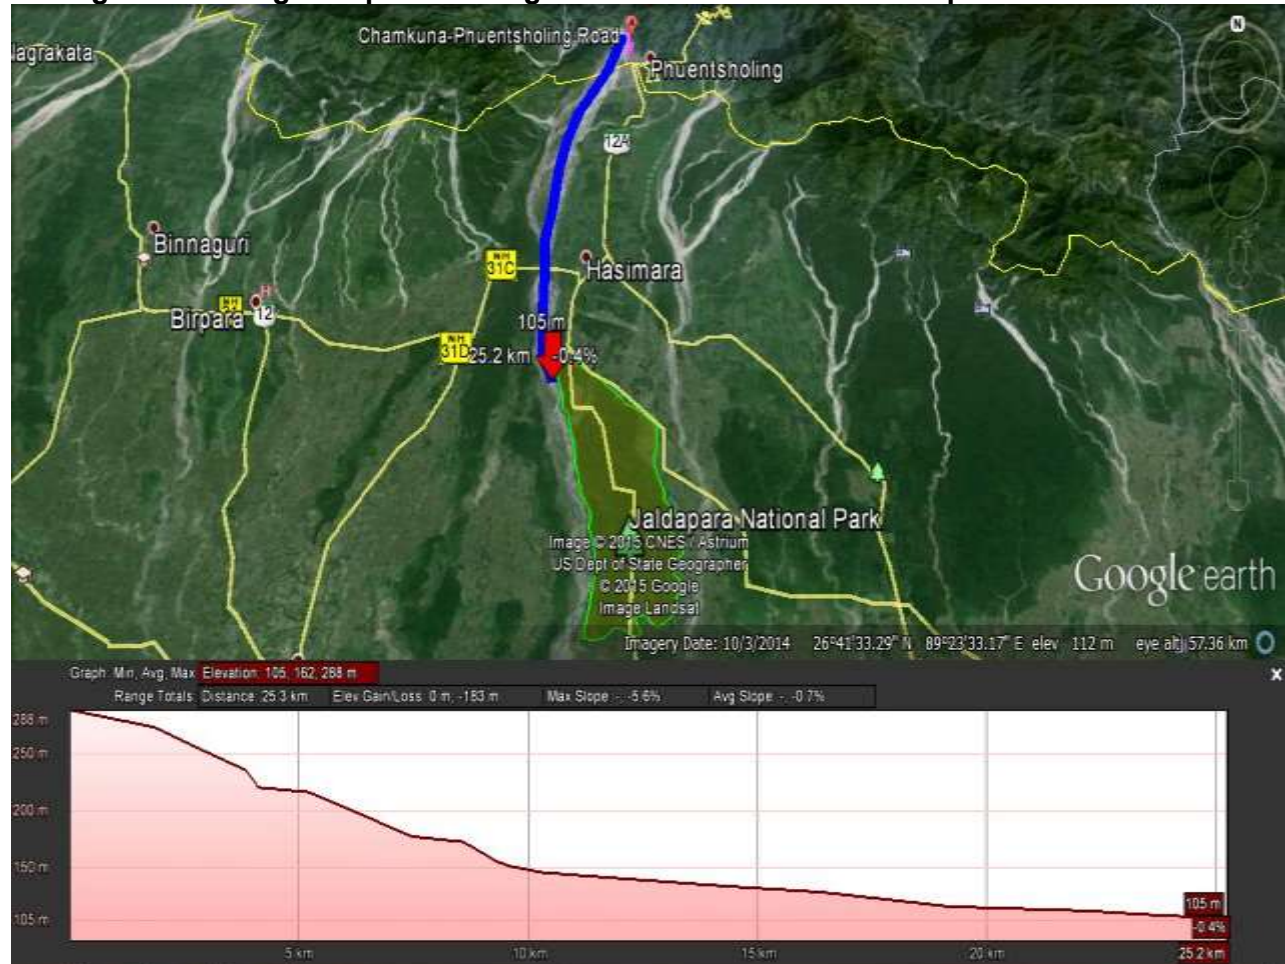 Chamkuna-Phuentsholing Road
N
Nagrakata
Phuentsholing
12A
Binnaguri
NH
31C
Hasimara
H
NH
Birpara
12
105 m
NH
31D
25.2 km
-0.4%
Jaldapara National Park
Image © 2015 CNES / Astrium
US Dept of State Geographer
© 2015 Google
Image Landsat
Google earth
Imagery Date: 10/3/2014 26°41'33.29" N 89°23'33.17" E elev 112 m eye alt 57.36 km
Graph: Min, Avg, Max Elevation: 105, 162, 288 m
x
Range Totals: Distance: 25.3 km Elev Gain/Loss: 0 m, -183 m Max Slope: -, -5.6% Avg Slope: -, -0.7%
288 m
250 m
200 m
150 m
105 m
105 m
-0.4%
5 km
10 km
15 km
20 km
25.2 km